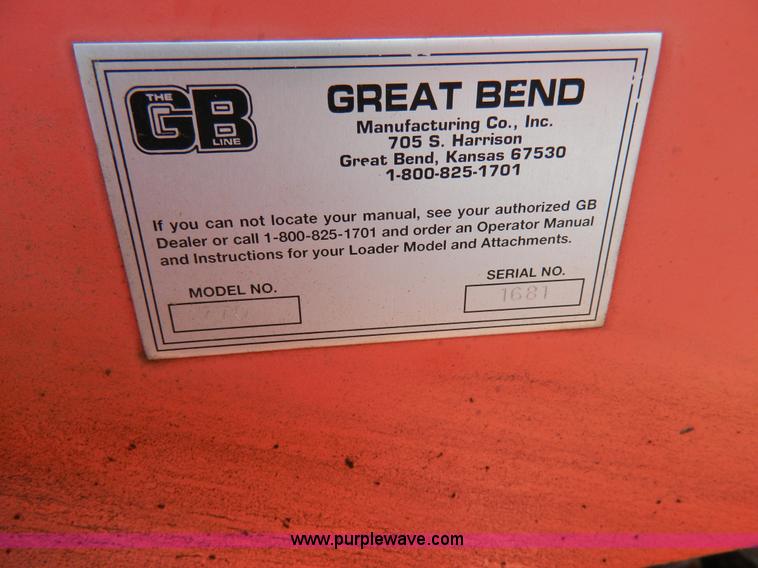 THE
GB
LINE
GREAT BEND
Manufacturing Co., Inc.
705 S. Harrison
Great Bend, Kansas 67530
1-800-825-1701
If you can not locate your manual, see your authorized GB
Dealer or call 1-800-825-1701 and order an Operator Manual
and Instructions for your Loader Model and Attachments.
MODEL NO.
SERIAL NO.
1681
www.purplewave.com